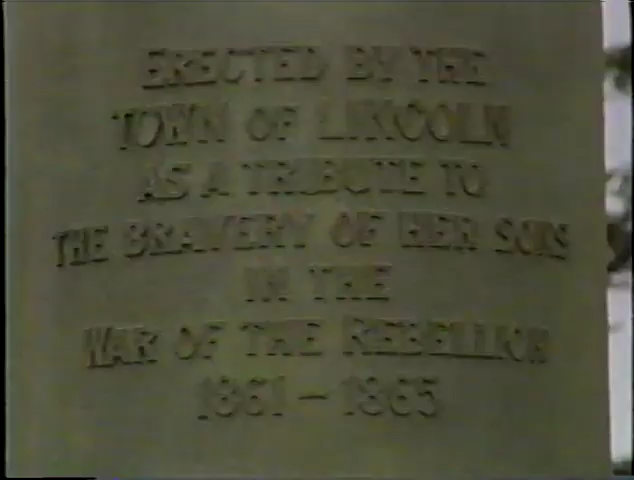 ERECTED BY THE
TOWN OF LINCOLN
AS A TRIBUTE TO
THE BRAVERY OF HER SONS
IN THE
WAR OF THE REBELLION
1861-1865